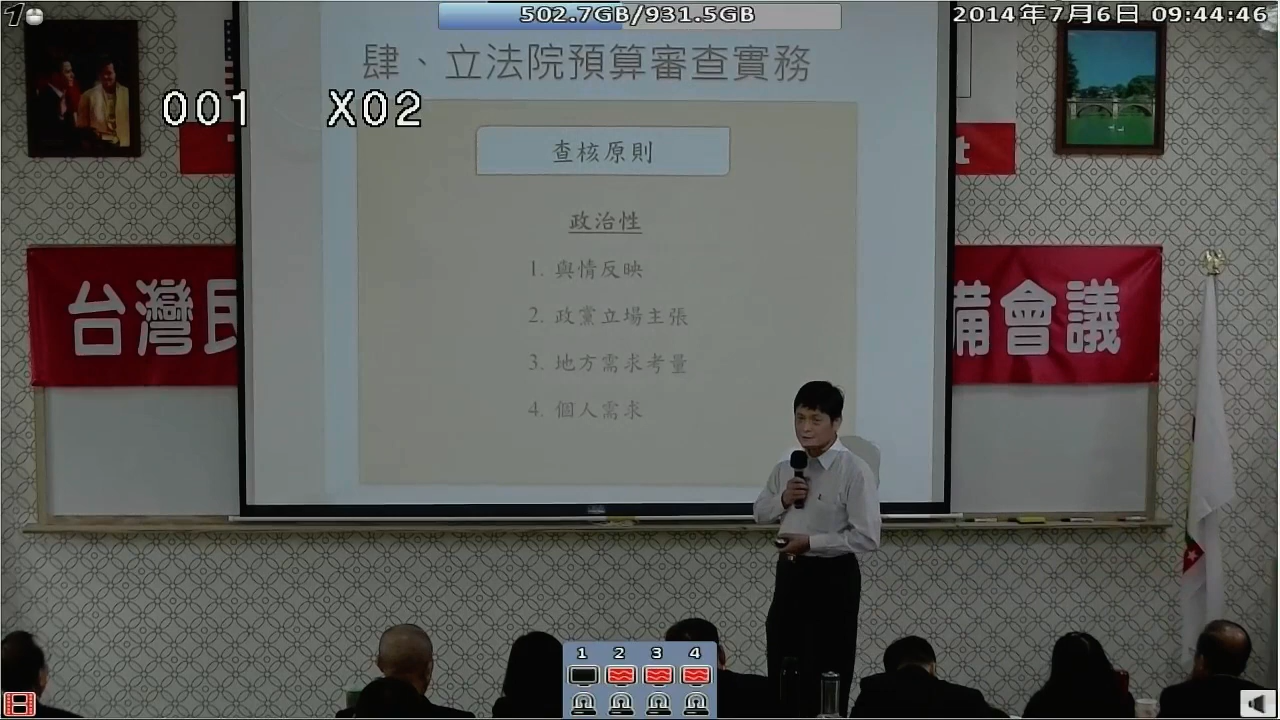 1
502.7GB/931.5GB
2014年7月6日 09:44:46
肆、立法院預算審查實務
001 X02
查核原則
t
政治性
1. 輿情反映
2. 政黨立場主張
3. 地方需求考量
4. 個人需求
台灣民
備會議
1 2 3 4